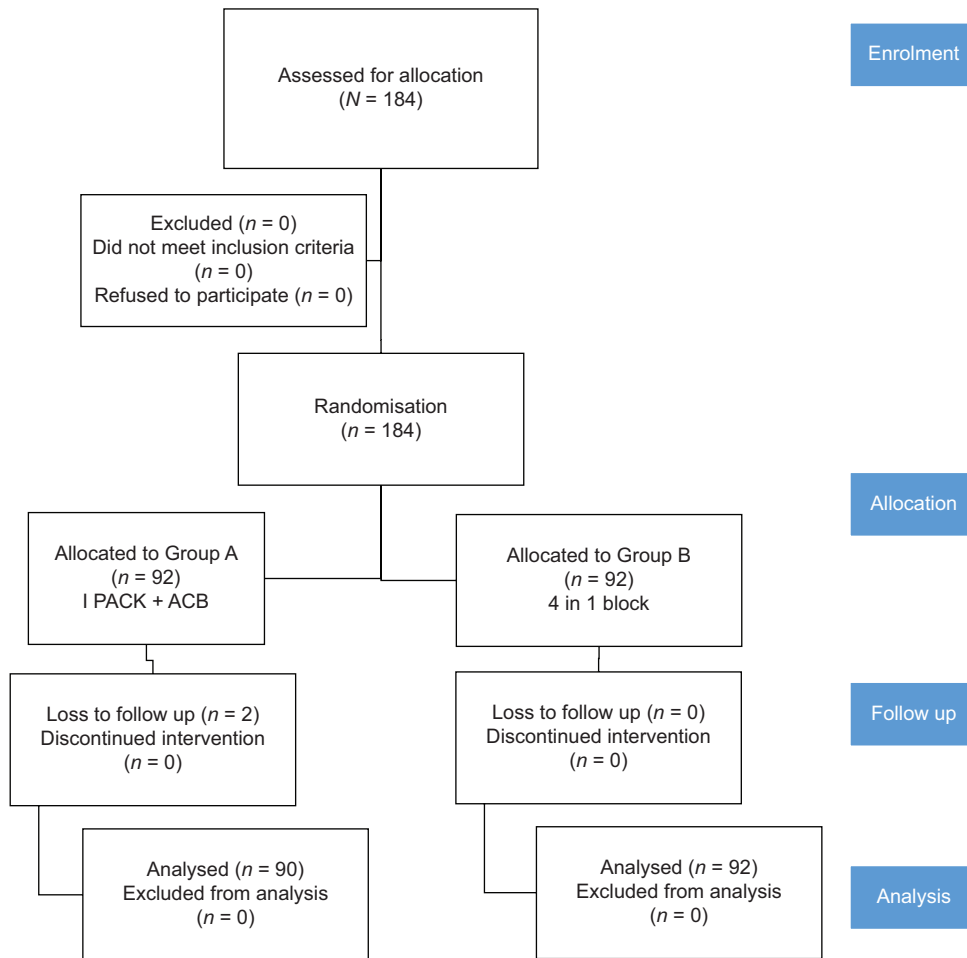 Assessed for allocation
(N = 184)
Enrolment
Excluded (n = 0)
Did not meet inclusion criteria
(n = 0)
Refused to participate (n = 0)
Randomisation
(n = 184)
Allocation
Allocated to Group A
(n = 92)
I PACK + ACB
Allocated to Group B
(n = 92)
4 in 1 block
Loss to follow up (n = 2)
Discontinued intervention
(n = 0)
Loss to follow up (n = 0)
Discontinued intervention
(n = 0)
Follow up
Analysed (n = 90)
Excluded from analysis
(n = 0)
Analysed (n = 92)
Excluded from analysis
(n = 0)
Analysis